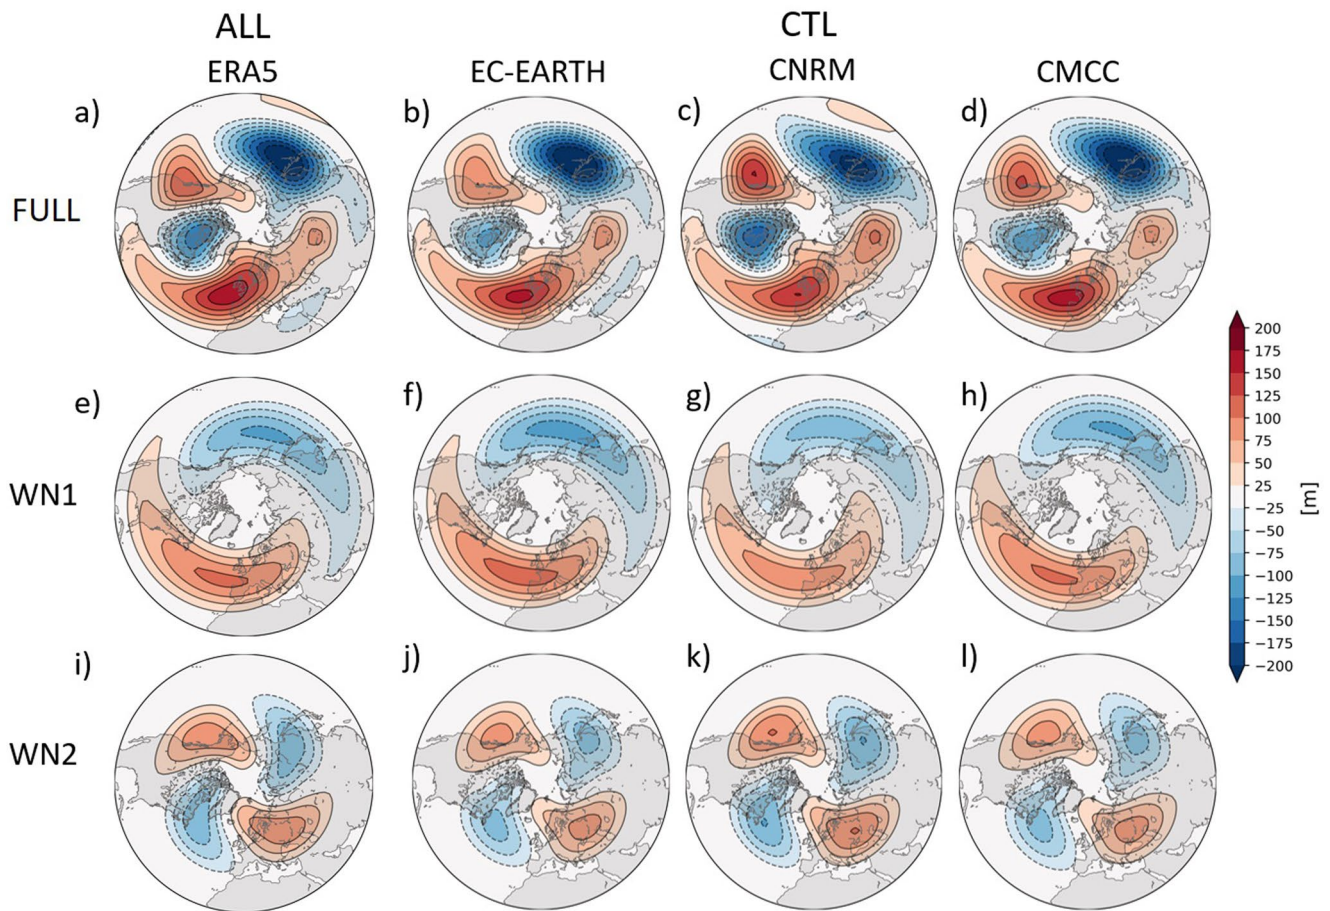 ALL CTL
ERA5 EC-EARTH CNRM CMCC
a) b) c) d)
FULL
e) f) g) h)
WN1
i) j) k) l)
WN2
200
175
150
125
100
75
50
25
−25
−50
−75
−100
−125
−150
−175
−200
[m]